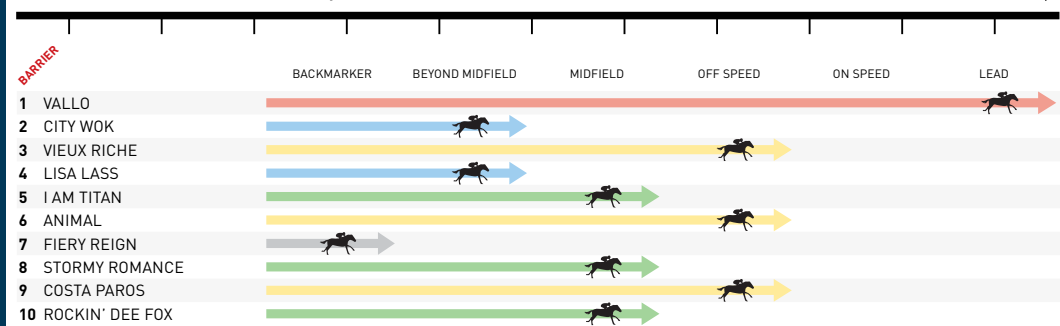 BARRIER
BACKMARKER BEYOND MIDFIELD MIDFIELD OFF SPEED ON SPEED LEAD
1 VALLO
2 CITY WOK
3 VIEUX RICHE
4 LISA LASS
5 I AM TITAN
6 ANIMAL
7 FIERY REIGN
8 STORMY ROMANCE
9 COSTA PAROS
10 ROCKIN' DEE FOX